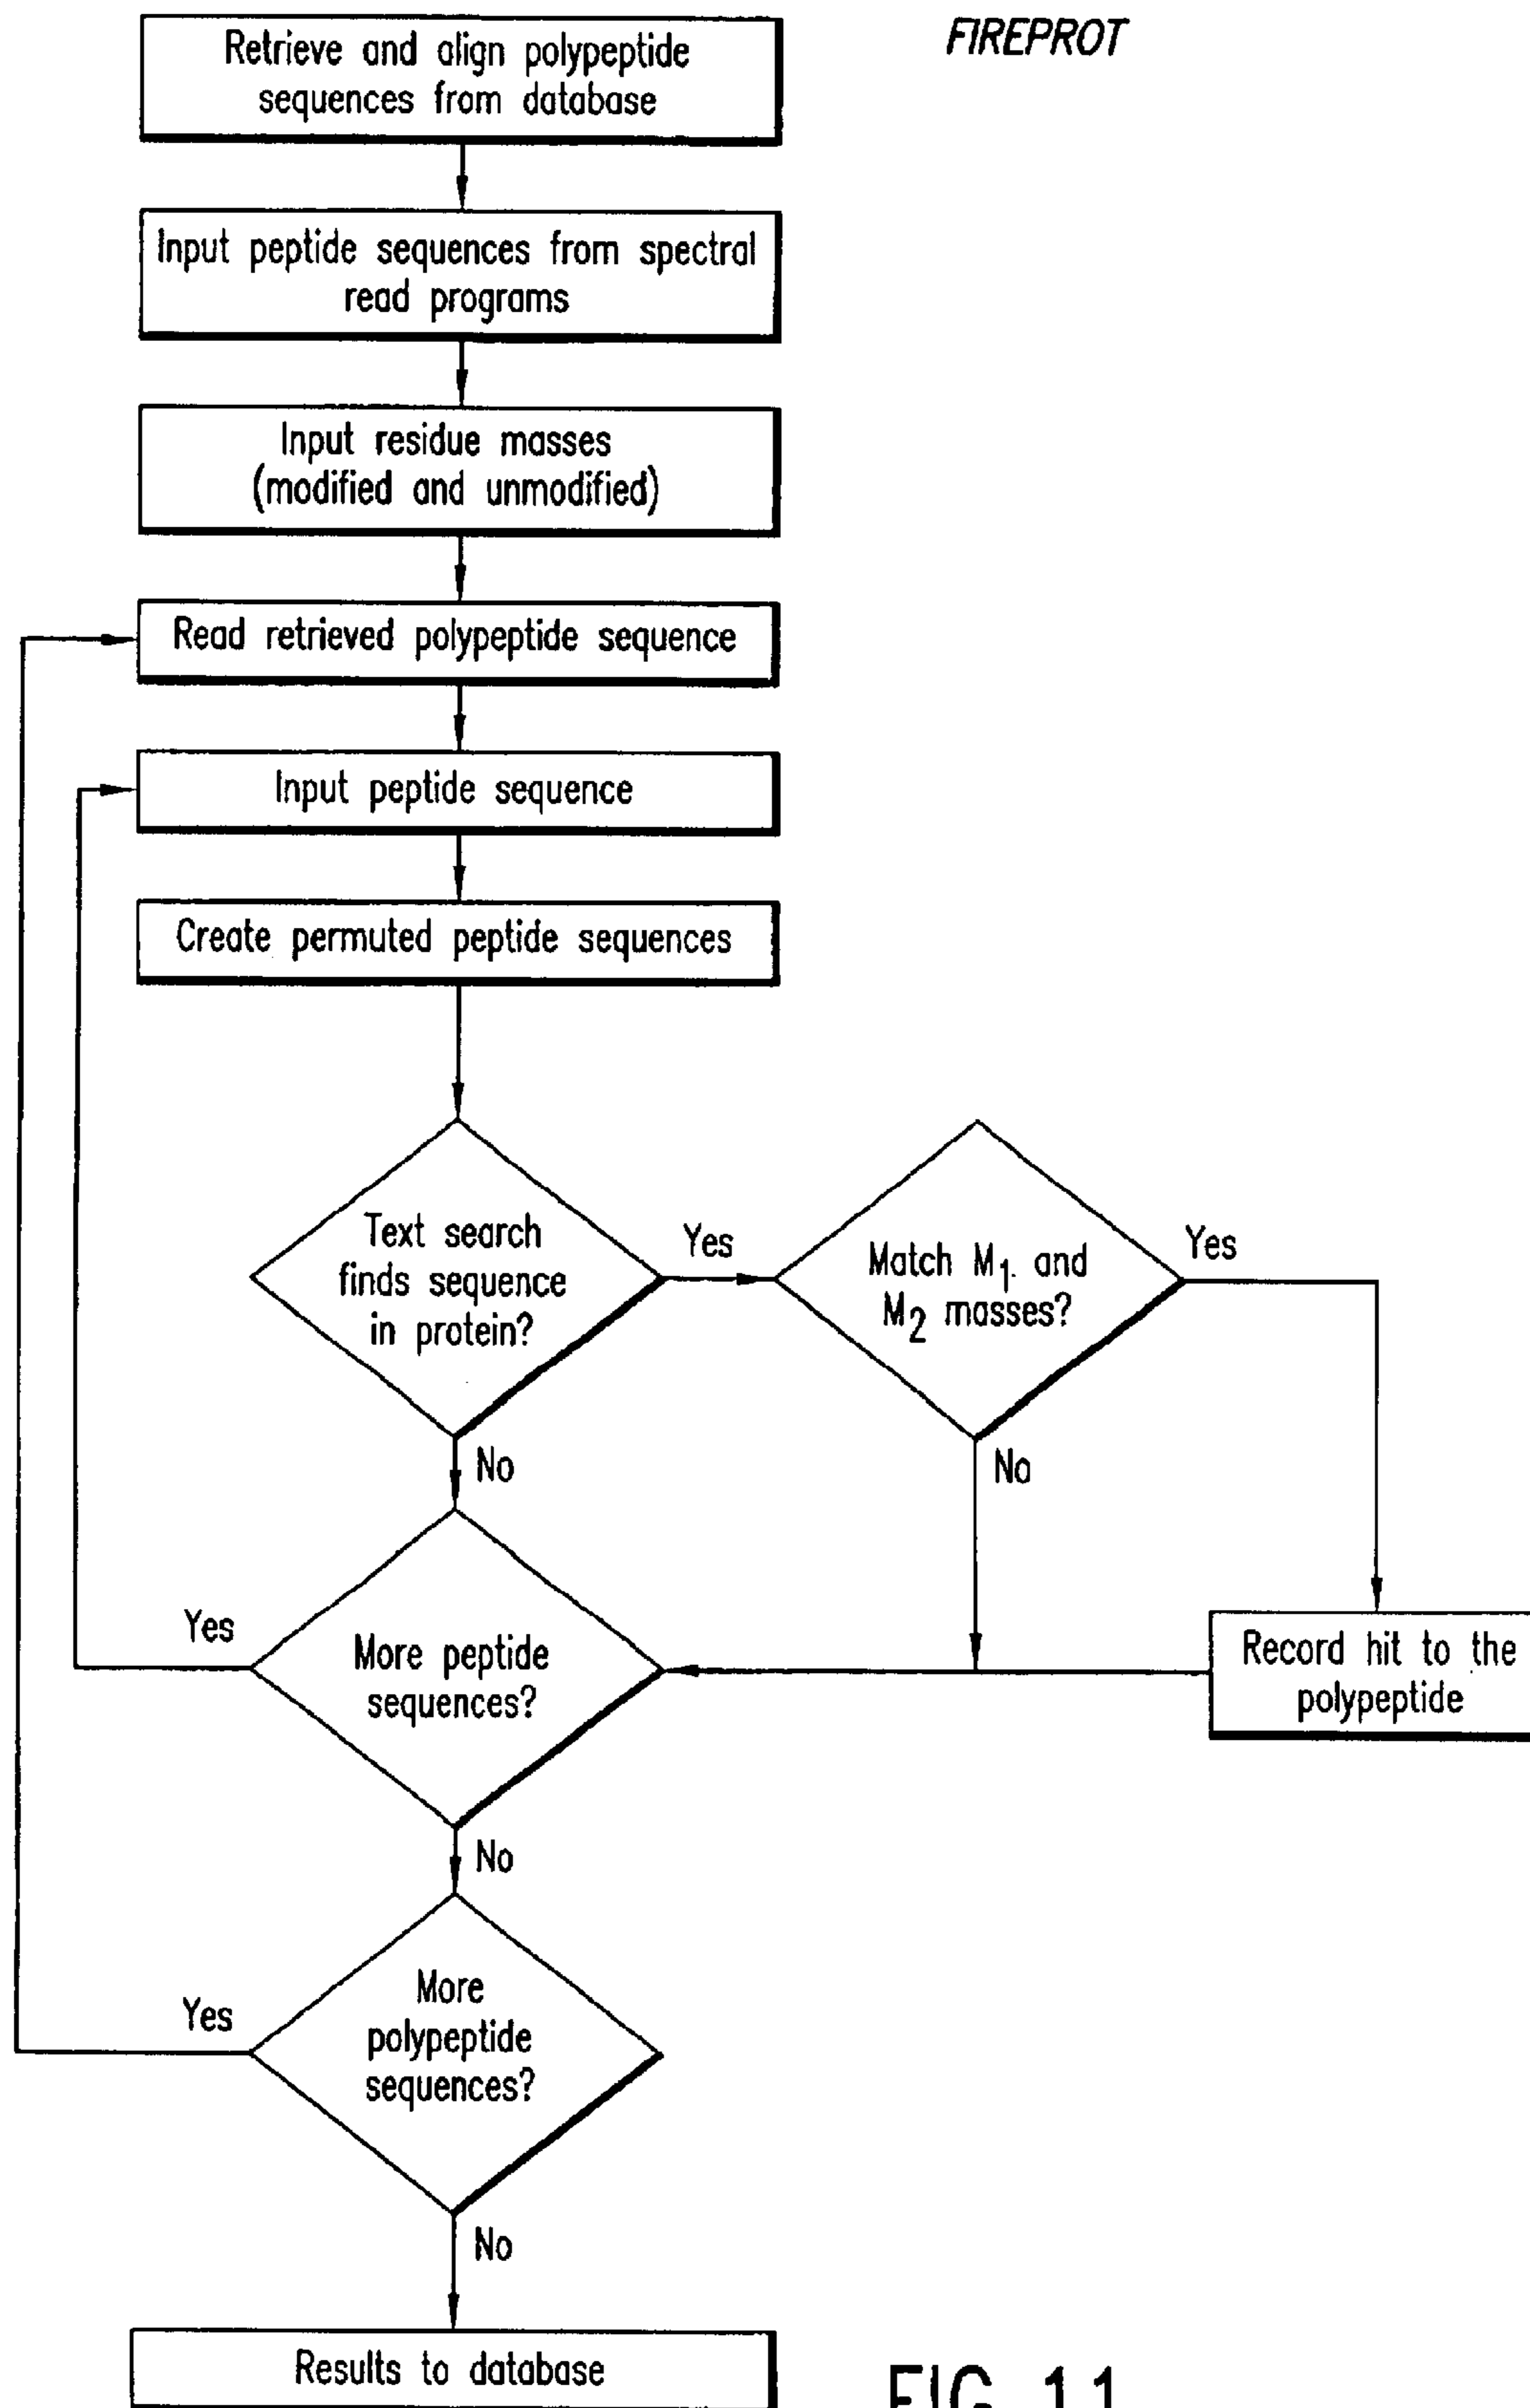 FIREPROT
Retrieve and align polypeptide
sequences from database
Input peptide sequences from spectral
read programs
Input residue masses
(modified and unmodified)
Read retrieved polypeptide sequence
Input peptide sequence
Create permuted peptide sequences
Text search
finds sequence
in protein?
Yes
Match M1 and
M2 masses?
Yes
No
No
More peptide
sequences?
Yes
Record hit to the
polypeptide
No
More
polypeptide
sequences?
Yes
No
Results to database
FIG. 11